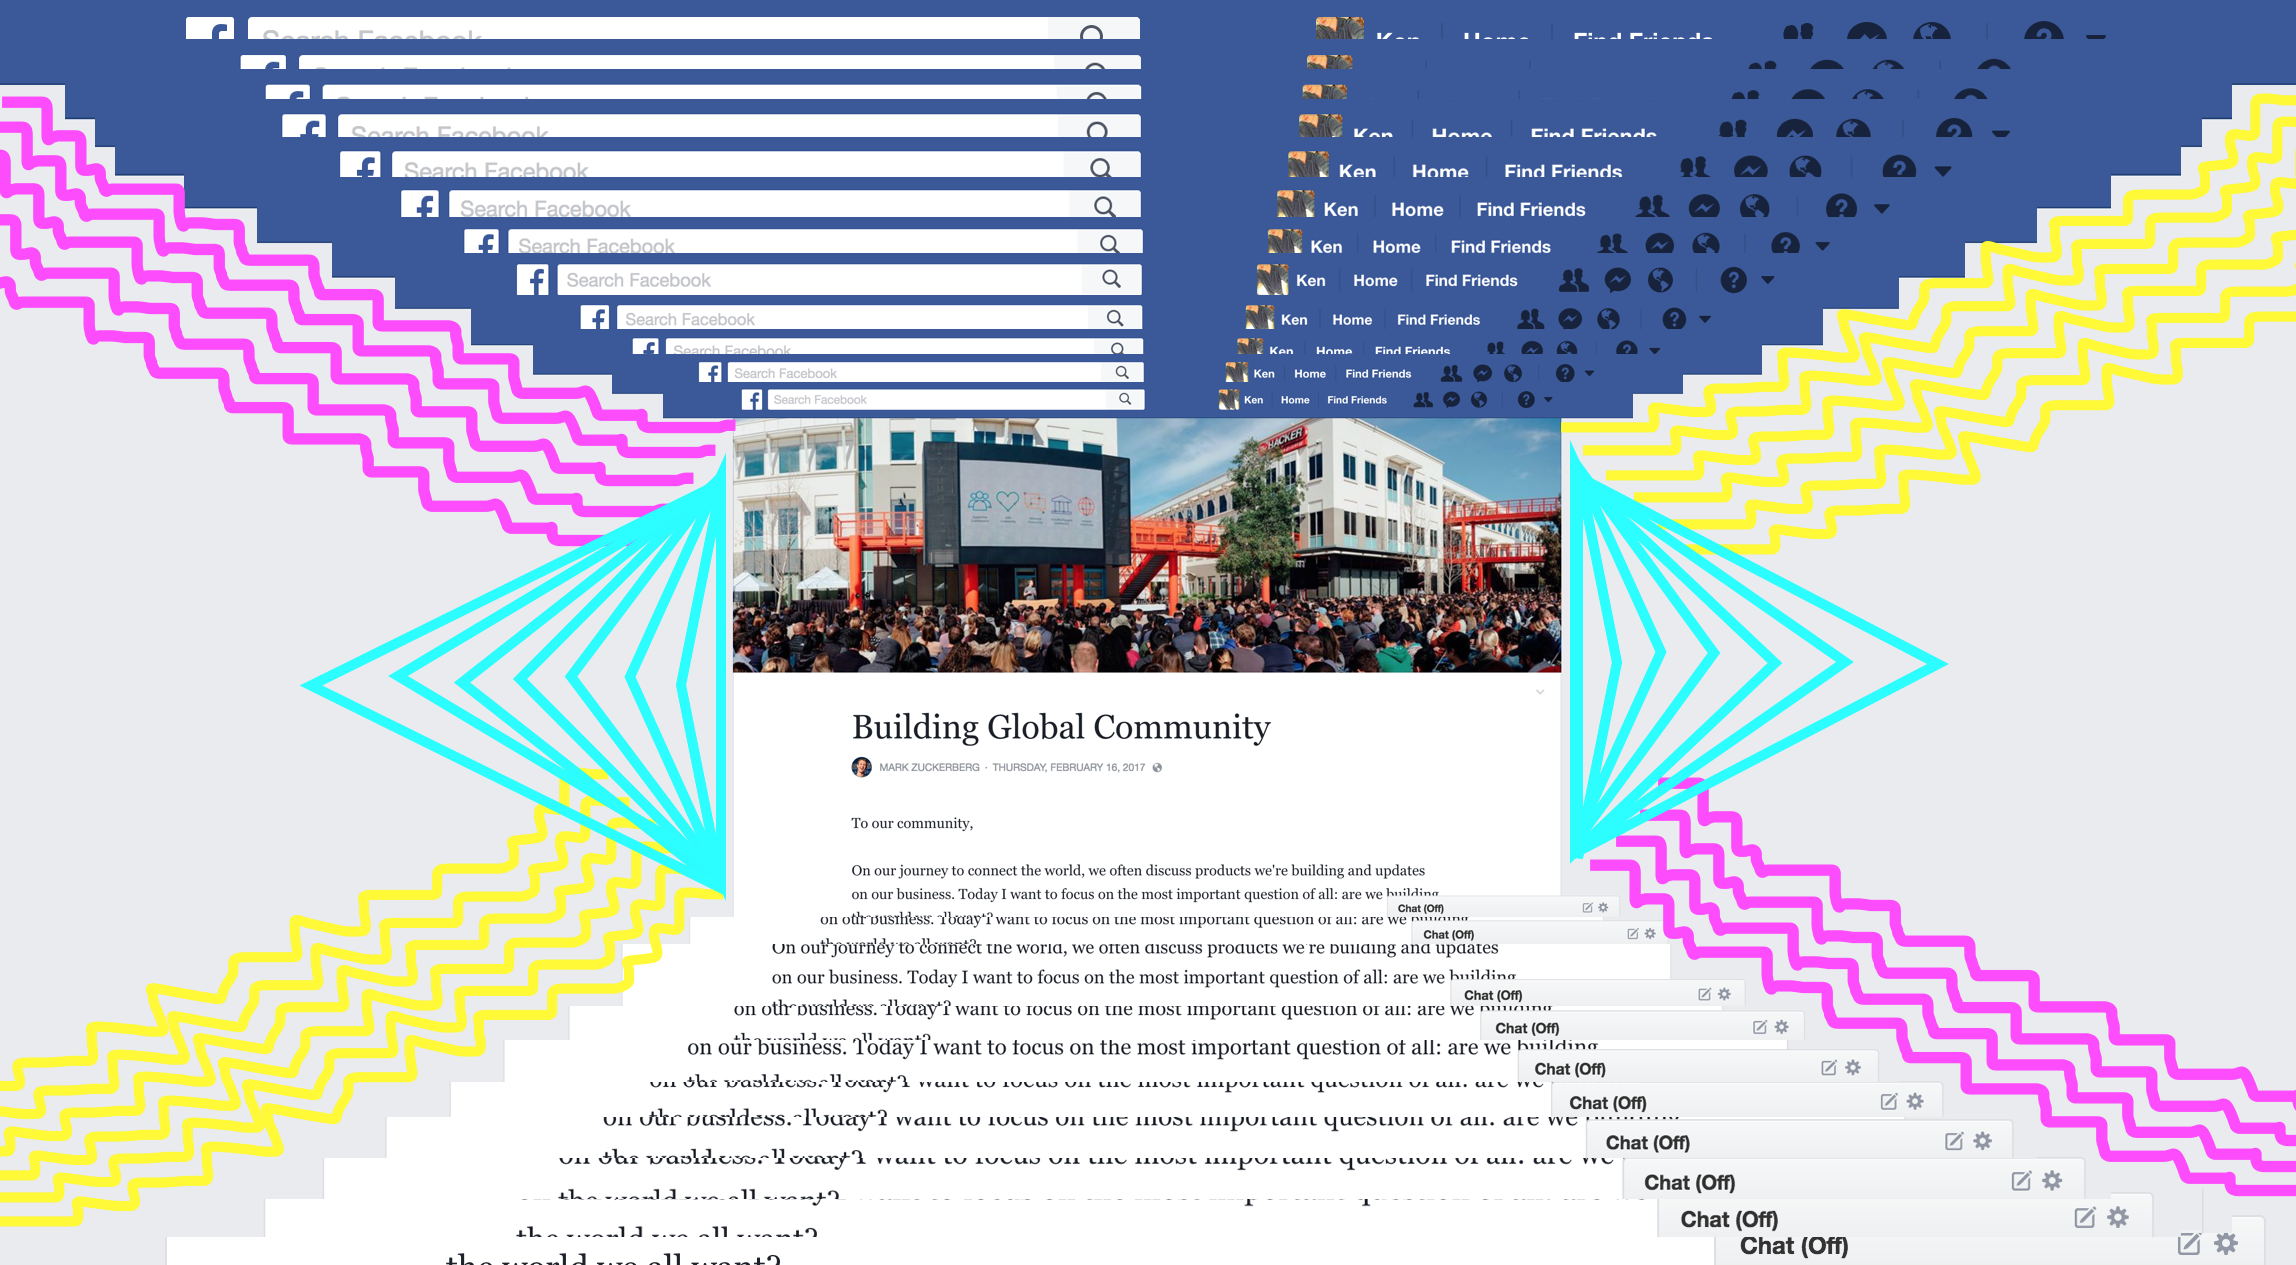 Search Facebook Ken Home Find Friends
Search Facebook Ken Home Find Friends
Search Facebook Ken Home Find Friends
Search Facebook Ken Home Find Friends
Search Facebook Ken Home Find Friends
Search Facebook Ken Home Find Friends
Search Facebook Ken Home Find Friends
Search Facebook Ken Home Find Friends
Search Facebook Ken Home Find Friends
Search Facebook Ken Home Find Friends
HACKER
Building Global Community
MARK ZUCKERBERG · THURSDAY, FEBRUARY 16, 2017
To our community,
On our journey to connect the world, we often discuss products we're building and updates
on our business. Today I want to focus on the most important question of all: are we building
Chat (Off)
on our business. Today I want to focus on the most important question of all: are we building
Chat (Off)
On our journey to connect the world, we often discuss products we're building and updates
on our business. Today I want to focus on the most important question of all: are we building
Chat (Off)
on our business. Today I want to focus on the most important question of all: are we building
Chat (Off)
the world we all want?
on our business. Today I want to focus on the most important question of all: are we building
Chat (Off)
want to focus on the most important question of all: are we
Chat (Off)
on our business. Today I want to focus on the most important question of all: are we building
Chat (Off)
want to focus on the most important question of all: are we
Chat (Off)
the world we all want?
Chat (Off)
the world we all want?
Chat (Off)
the world we all want?